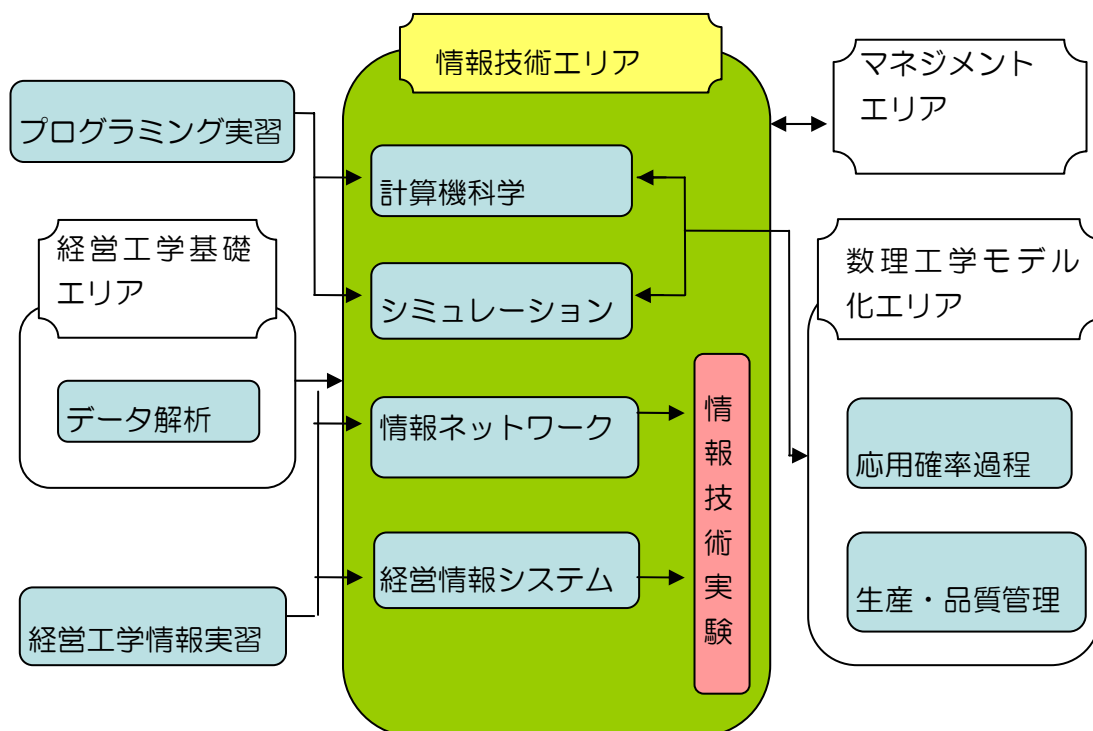 情報技術エリア
マネジメント
エリア
プログラミング実習
計算機科学
経営工学基礎
エリア
数理工学モデル
化エリア
シミュレーション
データ解析
情報ネットワーク
情報技術実験
応用確率過程
経営情報システム
生産・品質管理
経営工学情報実習